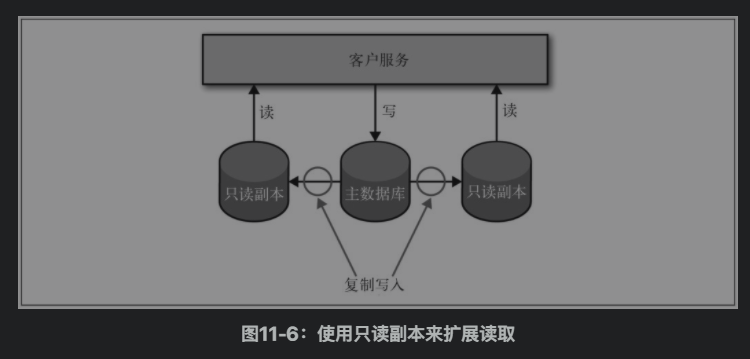 客户服务
读
写
读
只读副本
主数据库
只读副本
复制写入
图11-6：使用只读副本来扩展读取